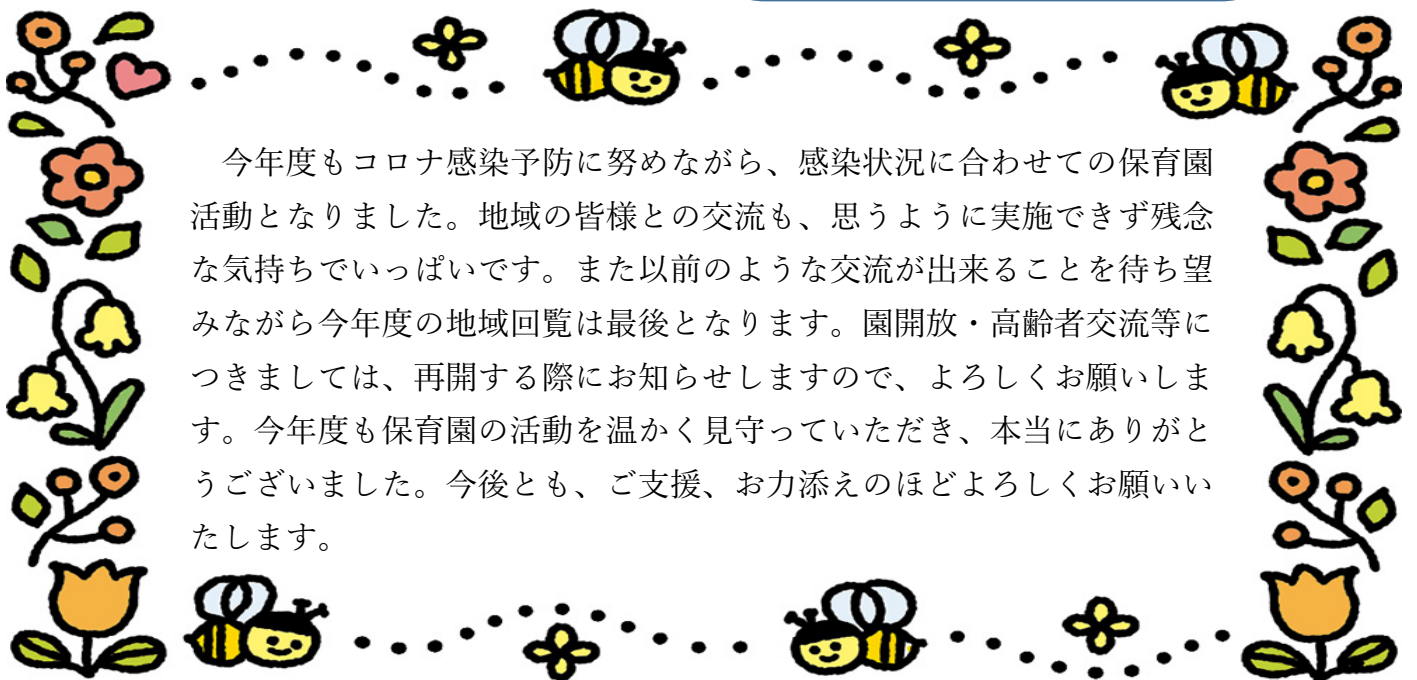 今年度もコロナ感染予防に努めながら、感染状況に合わせての保育園
活動となりました。地域の皆様との交流も、思うように実施できず残念
な気持ちでいっぱいです。また以前のような交流が出来ることを待ち望
みながら今年度の地域回覧は最後となります。園開放・高齢者交流等に
つきましては、再開する際にお知らせしますので、よろしくお願いしま
す。今年度も保育園の活動を温かく見守っていただき、本当にありがと
うございました。今後とも、ご支援、お力添えのほどよろしくお願いい
たします。